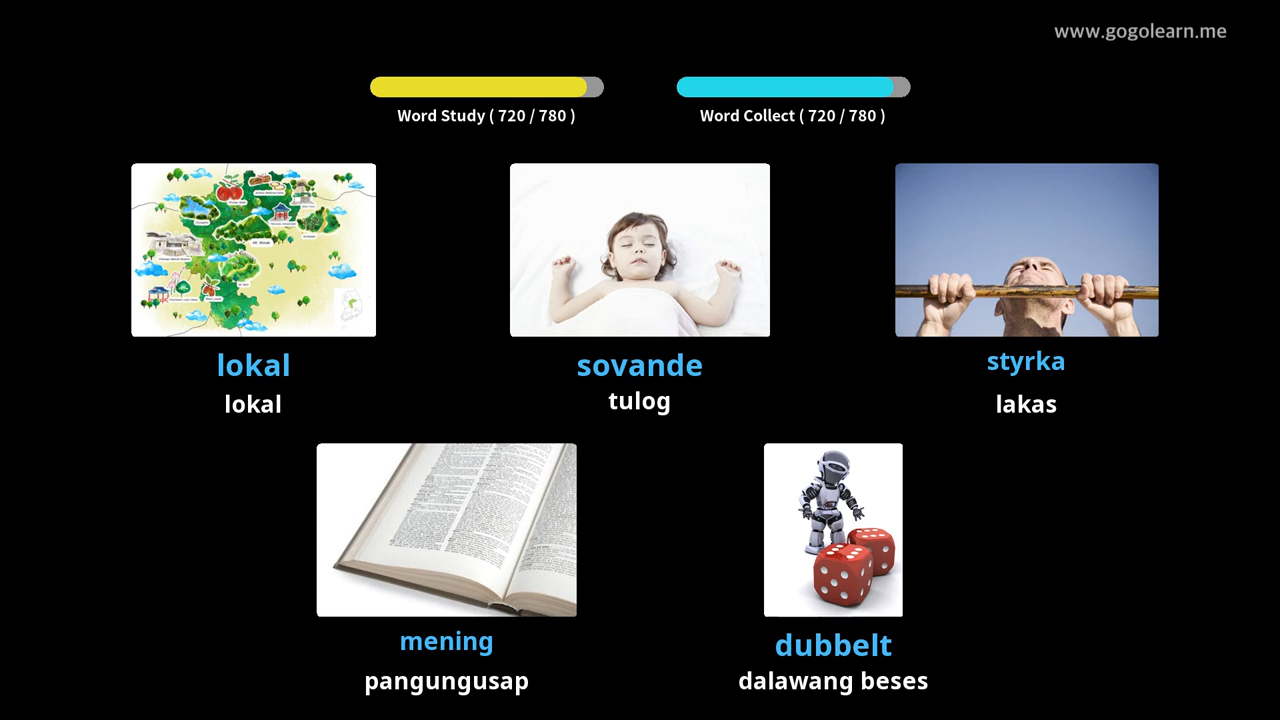 www.gogolearn.me
Word Study ( 720 / 780 )
Word Collect ( 720 / 780 )
lokal
lokal
sovande
tulog
styrka
lakas
mening
pangungusap
dubbelt
dalawang beses